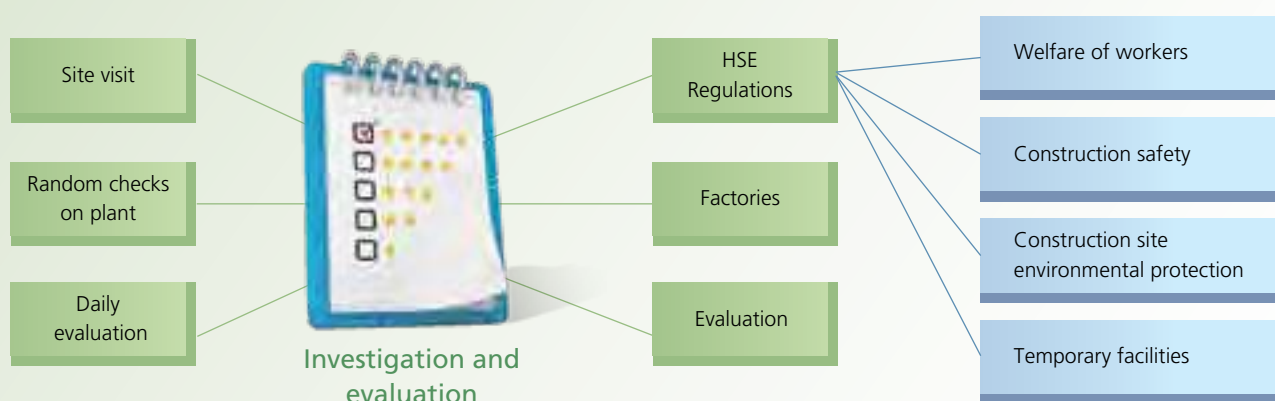 Site visit
Random checks
on plant
Daily
evaluation
Investigation and
evaluation
HSE
Regulations
Factories
Evaluation
Welfare of workers
Construction safety
Construction site
environmental protection
Temporary facilities